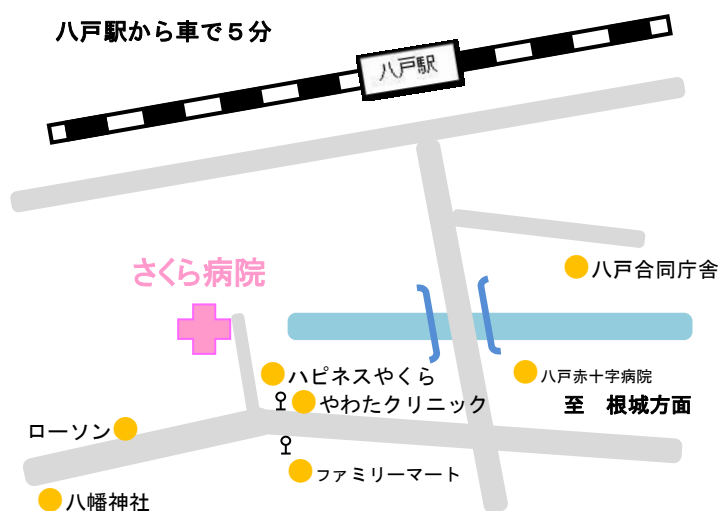 八戸駅から車で５分
八戸駅
さくら病院
八戸合同庁舎
ハピネスやくら
八戸赤十字病院
やわたクリニック
至　根城方面
ローソン
ファミリーマート
八幡神社